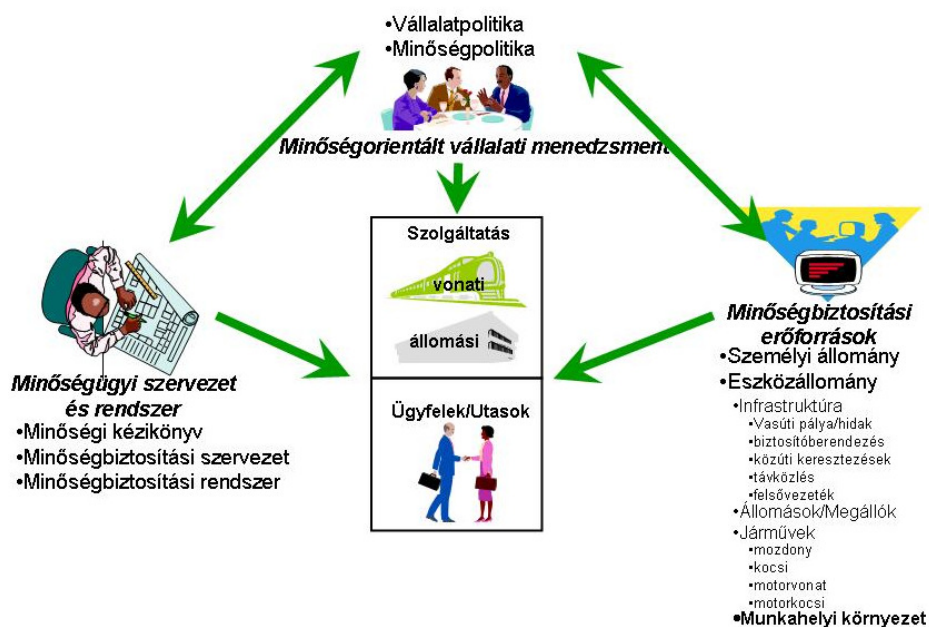 •Vállalatpolitika
•Minőségpolitika
Minőségorientált vállalati menedzsment
Szolgáltatás
vonati
állomási
Ügyfelek/Utasok
Minőségügyi szervezet
és rendszer
•Minőségi kézikönyv
•Minőségbiztosítási szervezet
•Minőségbiztosítási rendszer
Minőségbiztosítási
erőforrások
•Személyi állomány
•Eszközállomány
•Infrastruktúra
•Vasúti pálya/hidak
•biztosítóberendezés
•közúti keresztezések
•távközlés
•felsővezeték
•Állomások/Megállók
•Járművek
•mozdony
•kocsi
•motorvonat
•motorkocsi
•Munkahelyi környezet